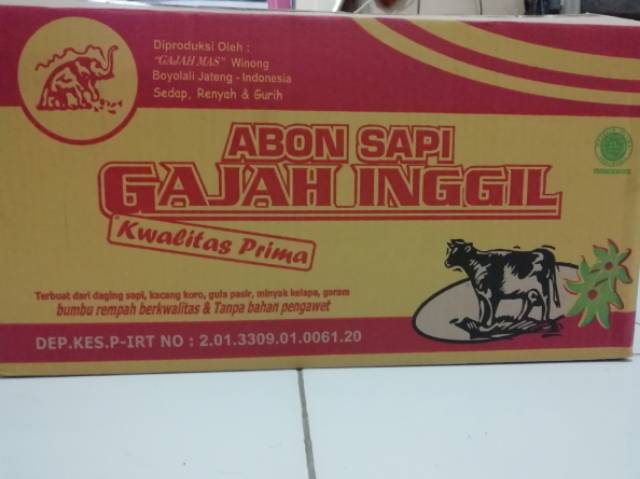 Diproduksi Oleh :
"GAJAH MAS" Winong
Boyolali Jateng - Indonesia
Sedap, Renyah & Gurih
ABON SAPI
GAJAH INGGIL
Kwalitas Prima
Terbuat dari daging sapi, kacang koro, gula pasir, minyak kelapa, garam
bumbu rempah berkwalitas & Tanpa bahan pengawet
DEP.KES.P-IRT NO : 2.01.3309.01.0061.20